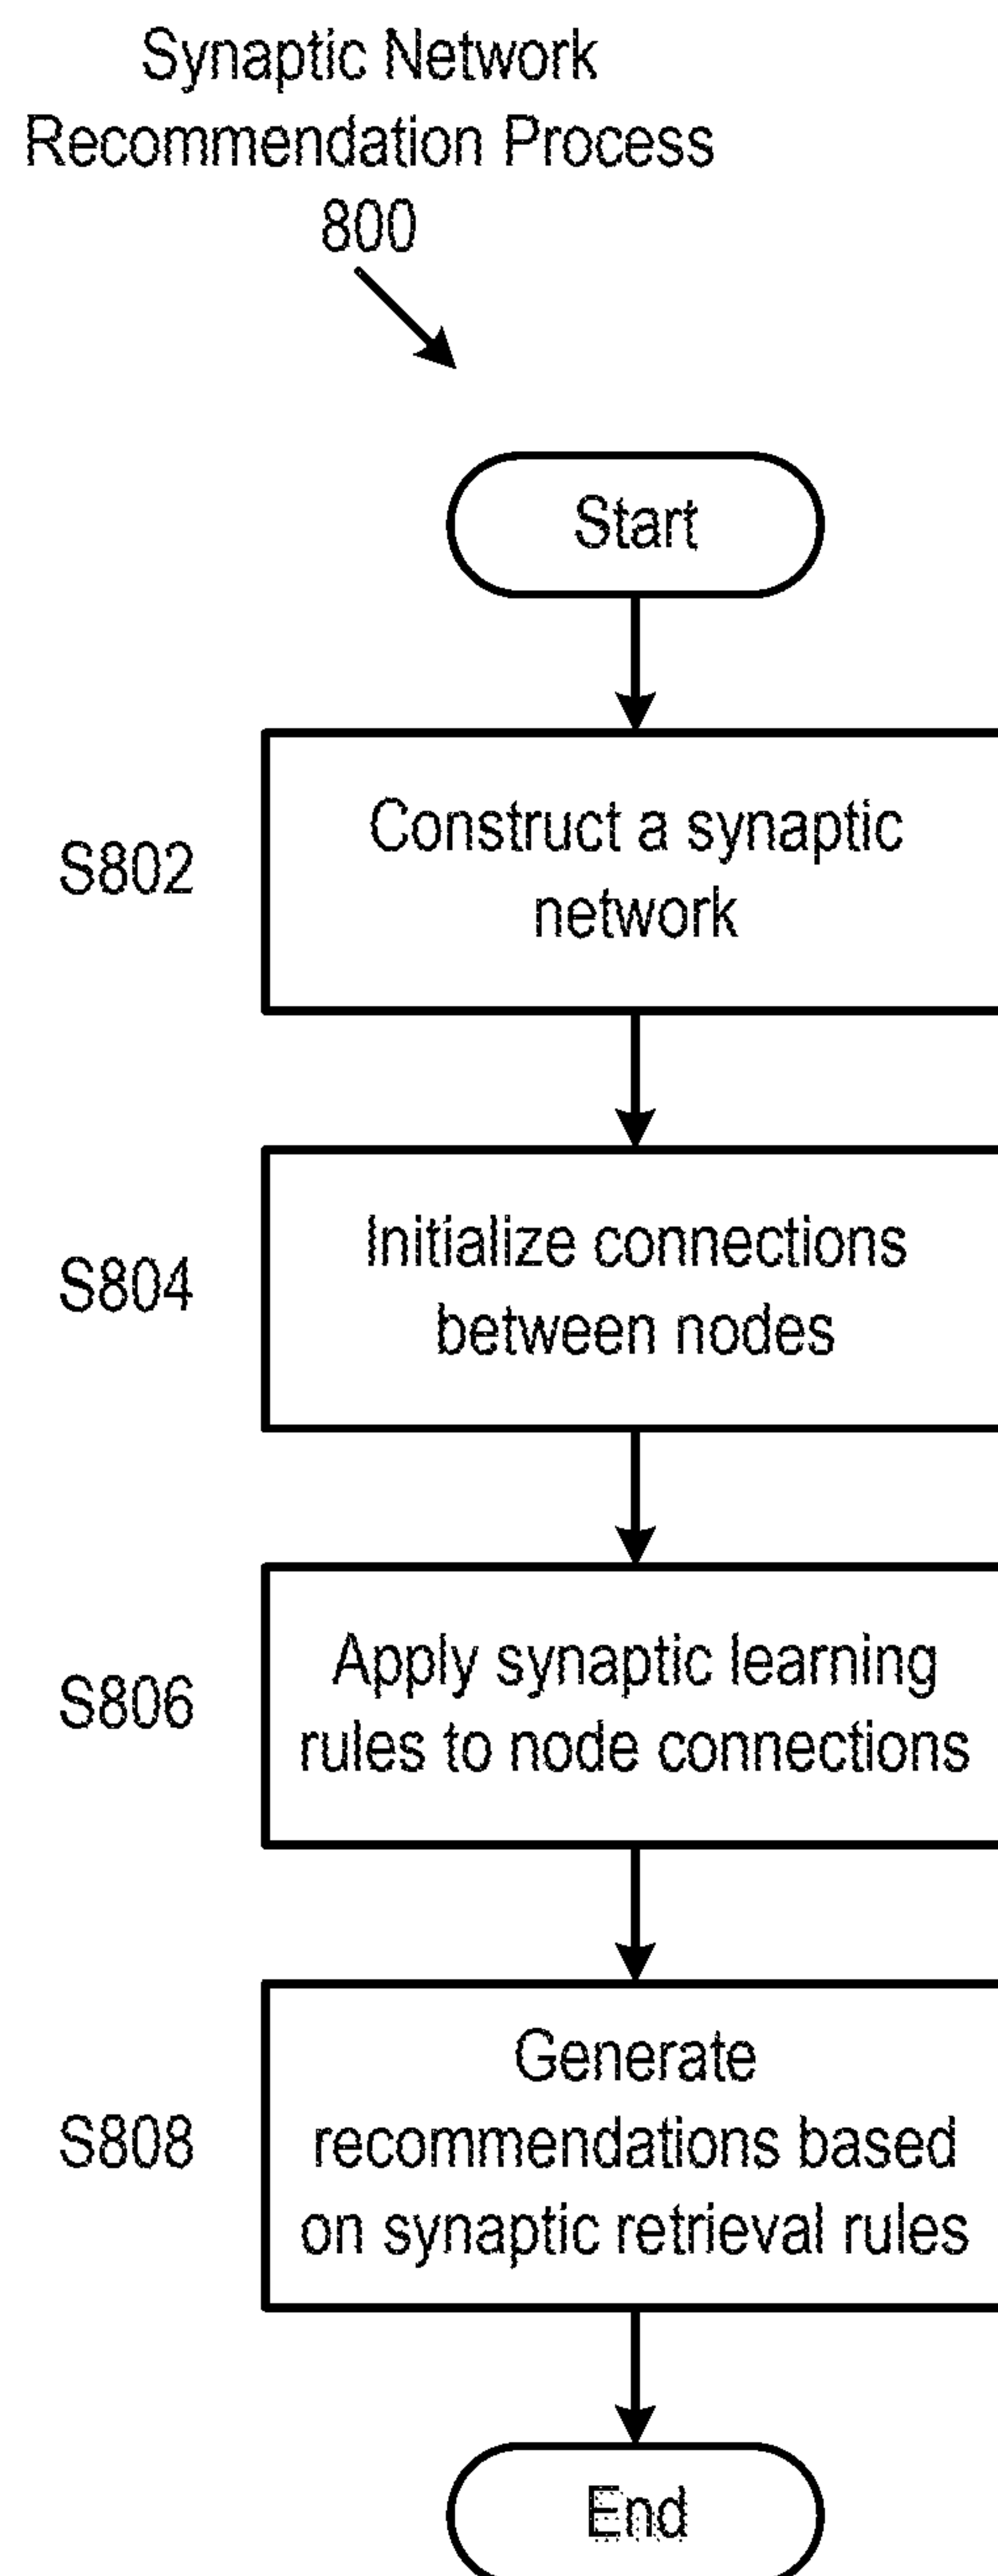 Synaptic Network
Recommendation Process
800
Start
S802
Construct a synaptic
network
S804
Initialize connections
between nodes
S806
Apply synaptic learning
rules to node connections
S808
Generate
recommendations based
on synaptic retrieval rules
End